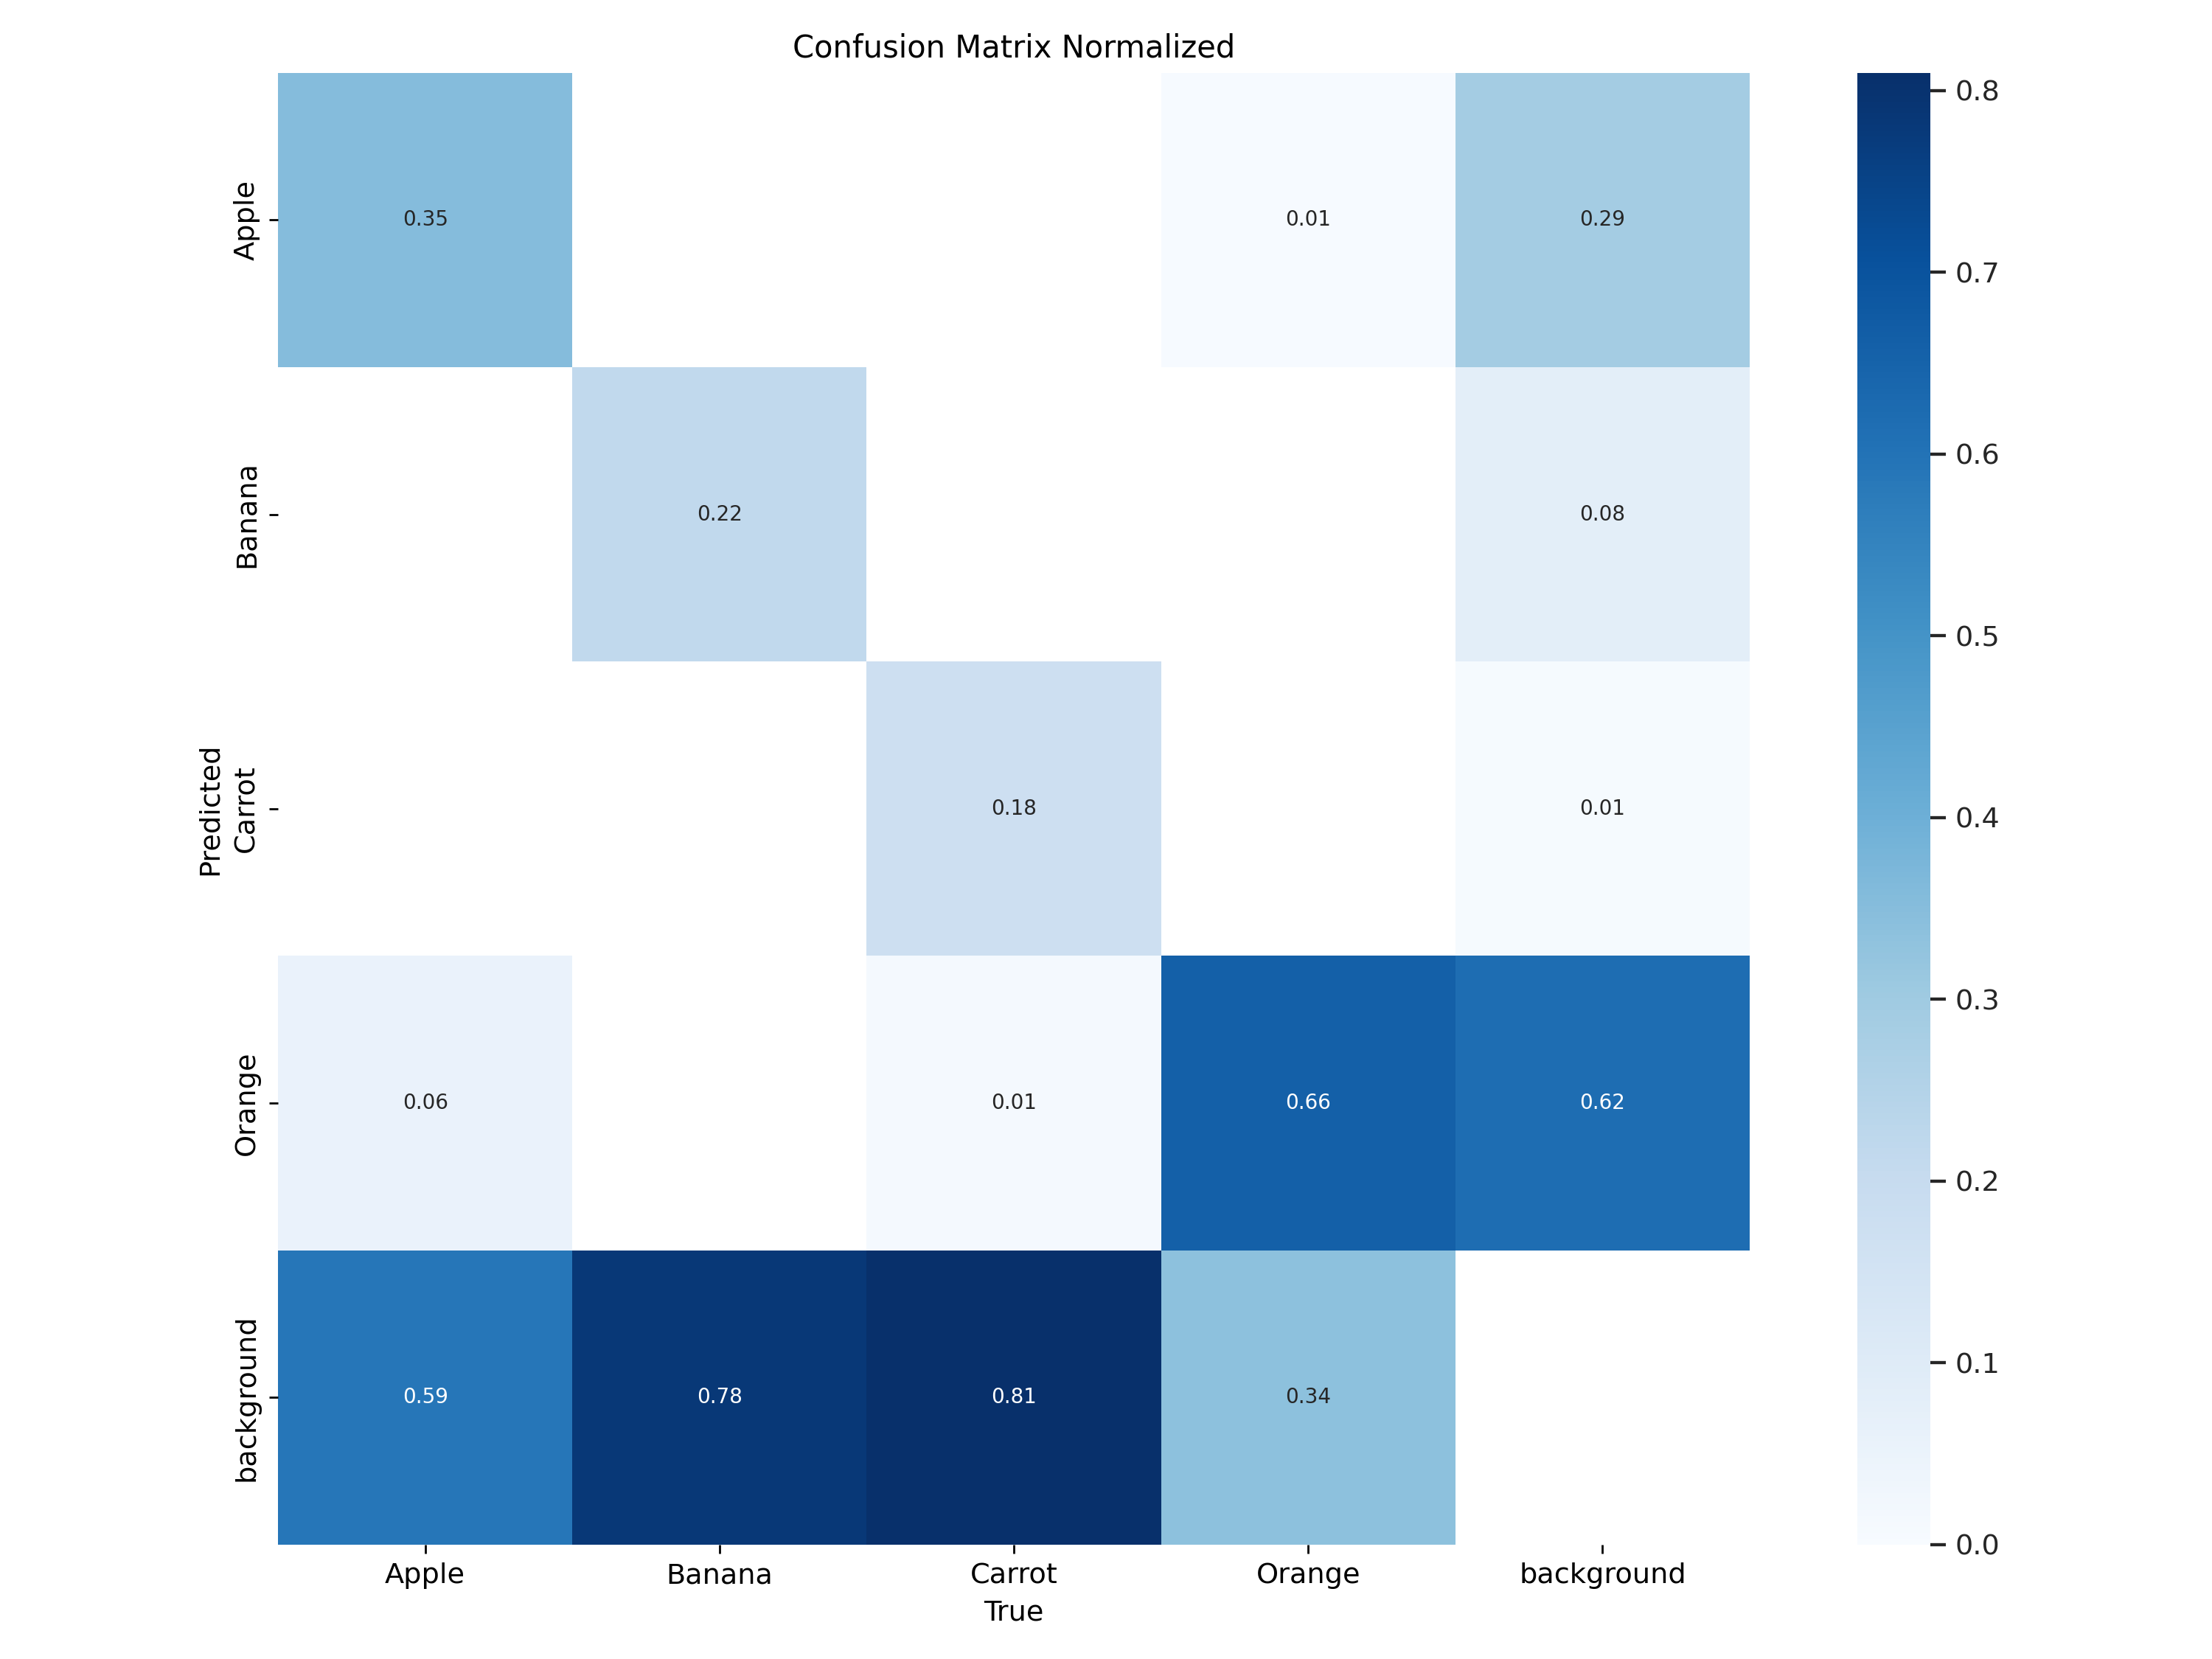 Confusion Matrix Normalized
Apple
0.35
0.01
0.29
Banana
0.22
0.08
Predicted
Carrot
0.18
0.01
Orange
0.06
0.01
0.66
0.62
background
0.59
0.78
0.81
0.34
Apple
Banana
Carrot
Orange
background
True
0.8
0.7
0.6
0.5
0.4
0.3
0.2
0.1
0.0